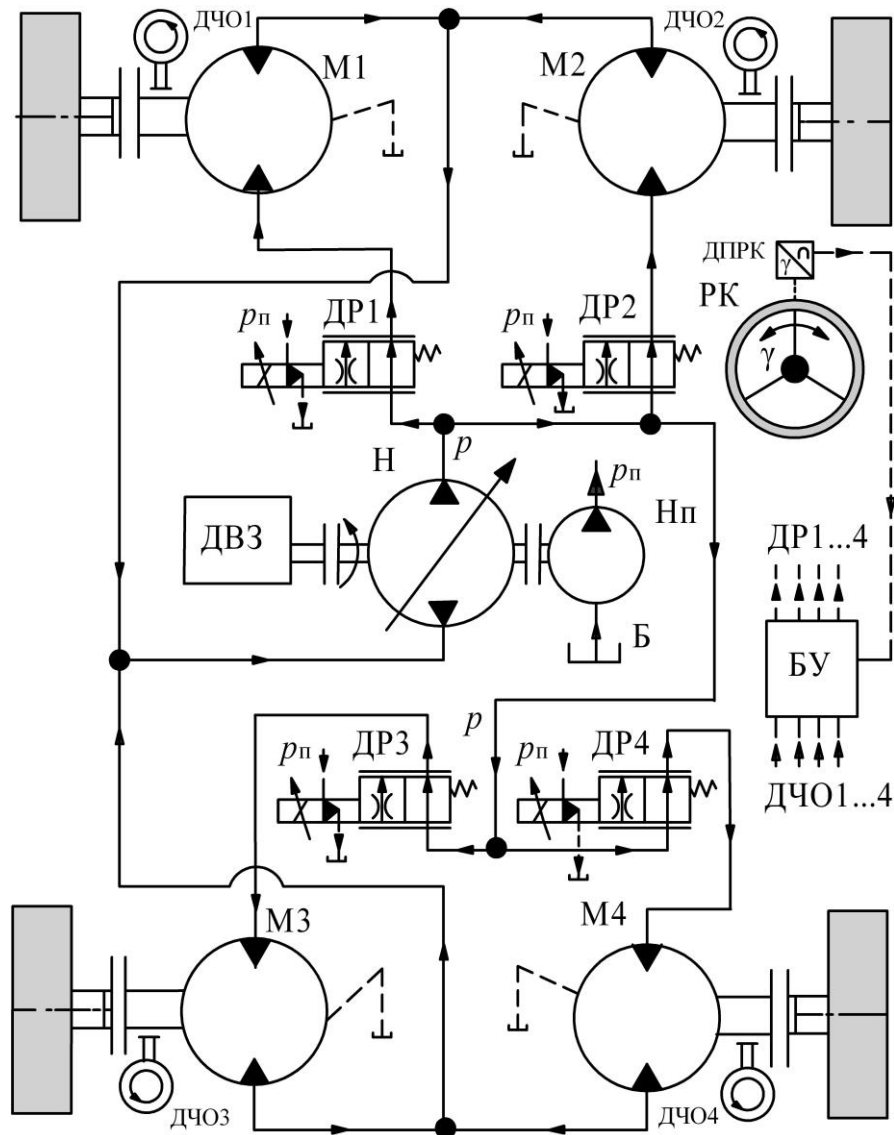 ДЧО1
ДЧО2
М1
М2
ДПРК
γ
n
РК
γ
pп
ДР1
pп
ДР2
Н
p
pп
Нп
ДВЗ
ДР1...4
Б
БУ
p
pп
ДР3
pп
ДР4
ДЧО1...4
М3
М4
ДЧО3
ДЧО4